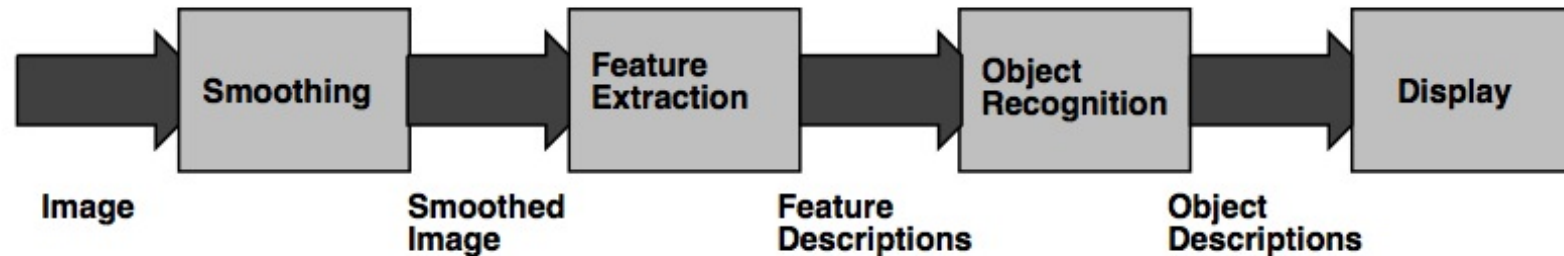 Smoothing
Feature
Extraction
Object
Recognition
Display
Image
Smoothed
Image
Feature
Descriptions
Object
Descriptions